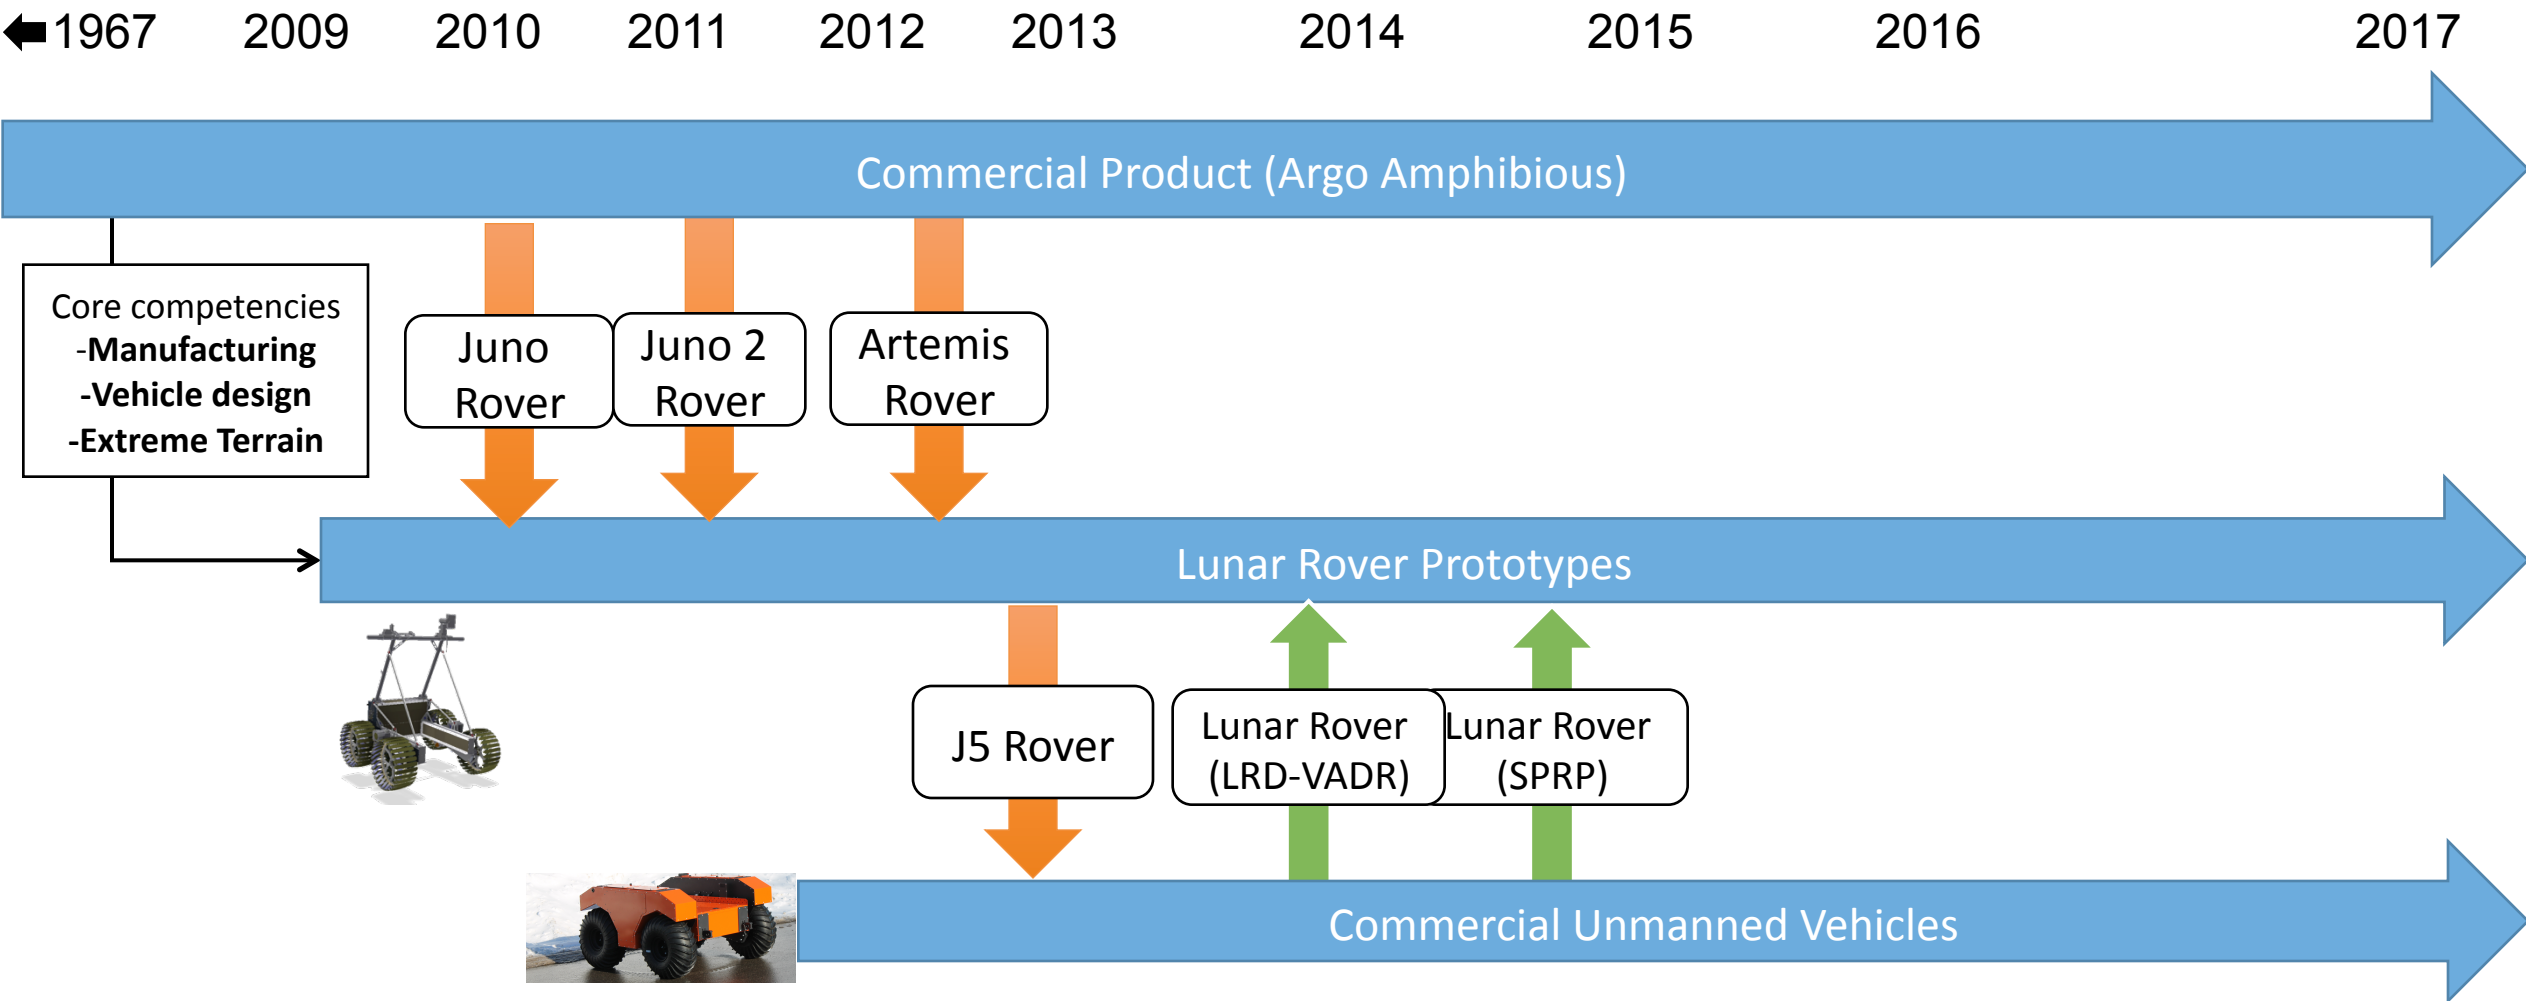 1967 2009 2010 2011 2012 2013 2014 2015 2016 2017
Commercial Product (Argo Amphibious)
Core competencies
-Manufacturing
-Vehicle design
-Extreme Terrain
Juno
Rover
Juno 2
Rover
Artemis
Rover
Lunar Rover Prototypes
J5 Rover
Lunar Rover
(LRD-VADR)
Lunar Rover
(SPRP)
Commercial Unmanned Vehicles